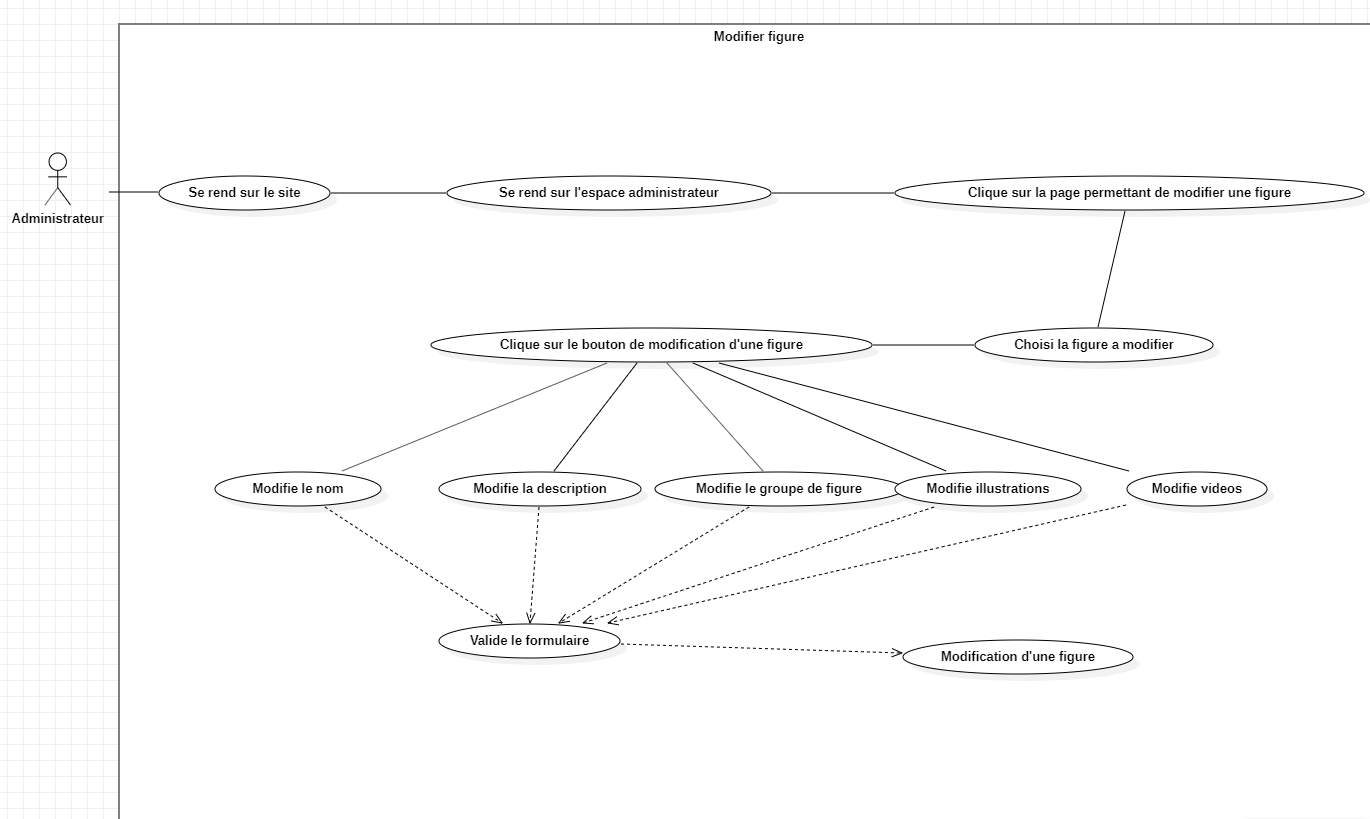 Modifier figure
Administrateur
Se rend sur le site
Se rend sur l'espace administrateur
Clique sur la page permettant de modifier une figure
Clique sur le bouton de modification d'une figure
Choisi la figure a modifier
Modifie le nom
Modifie la description
Modifie le groupe de figure
Modifie illustrations
Modifie videos
Valide le formulaire
Modification d'une figure